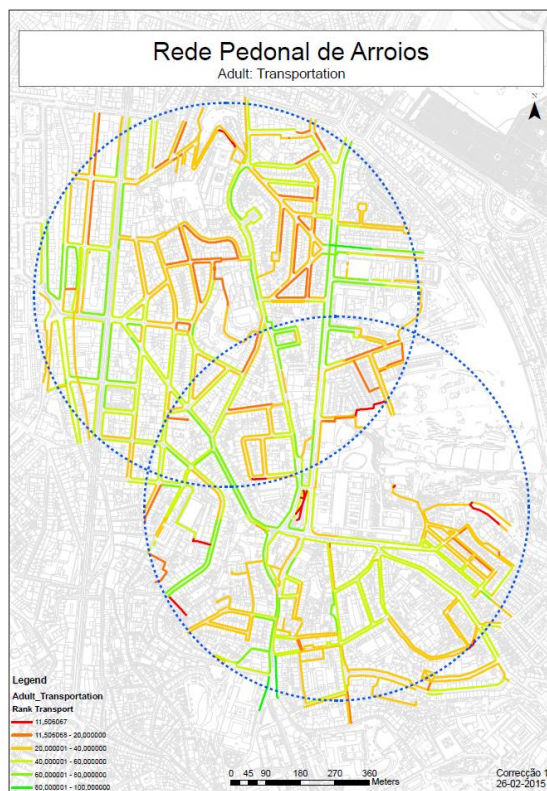 Rede Pedonal de Arroios
Adult: Transportation
N
Legend
Adult_Transportation
Rank Transport
11,506067
11,506068 - 20,000000
20,000001 - 40,000000
40,000001 - 60,000000
60,000001 - 80,000000
80,000001 - 100,000000
0 45 90 180 270 360
Meters
Correcção 1
26-02-2015